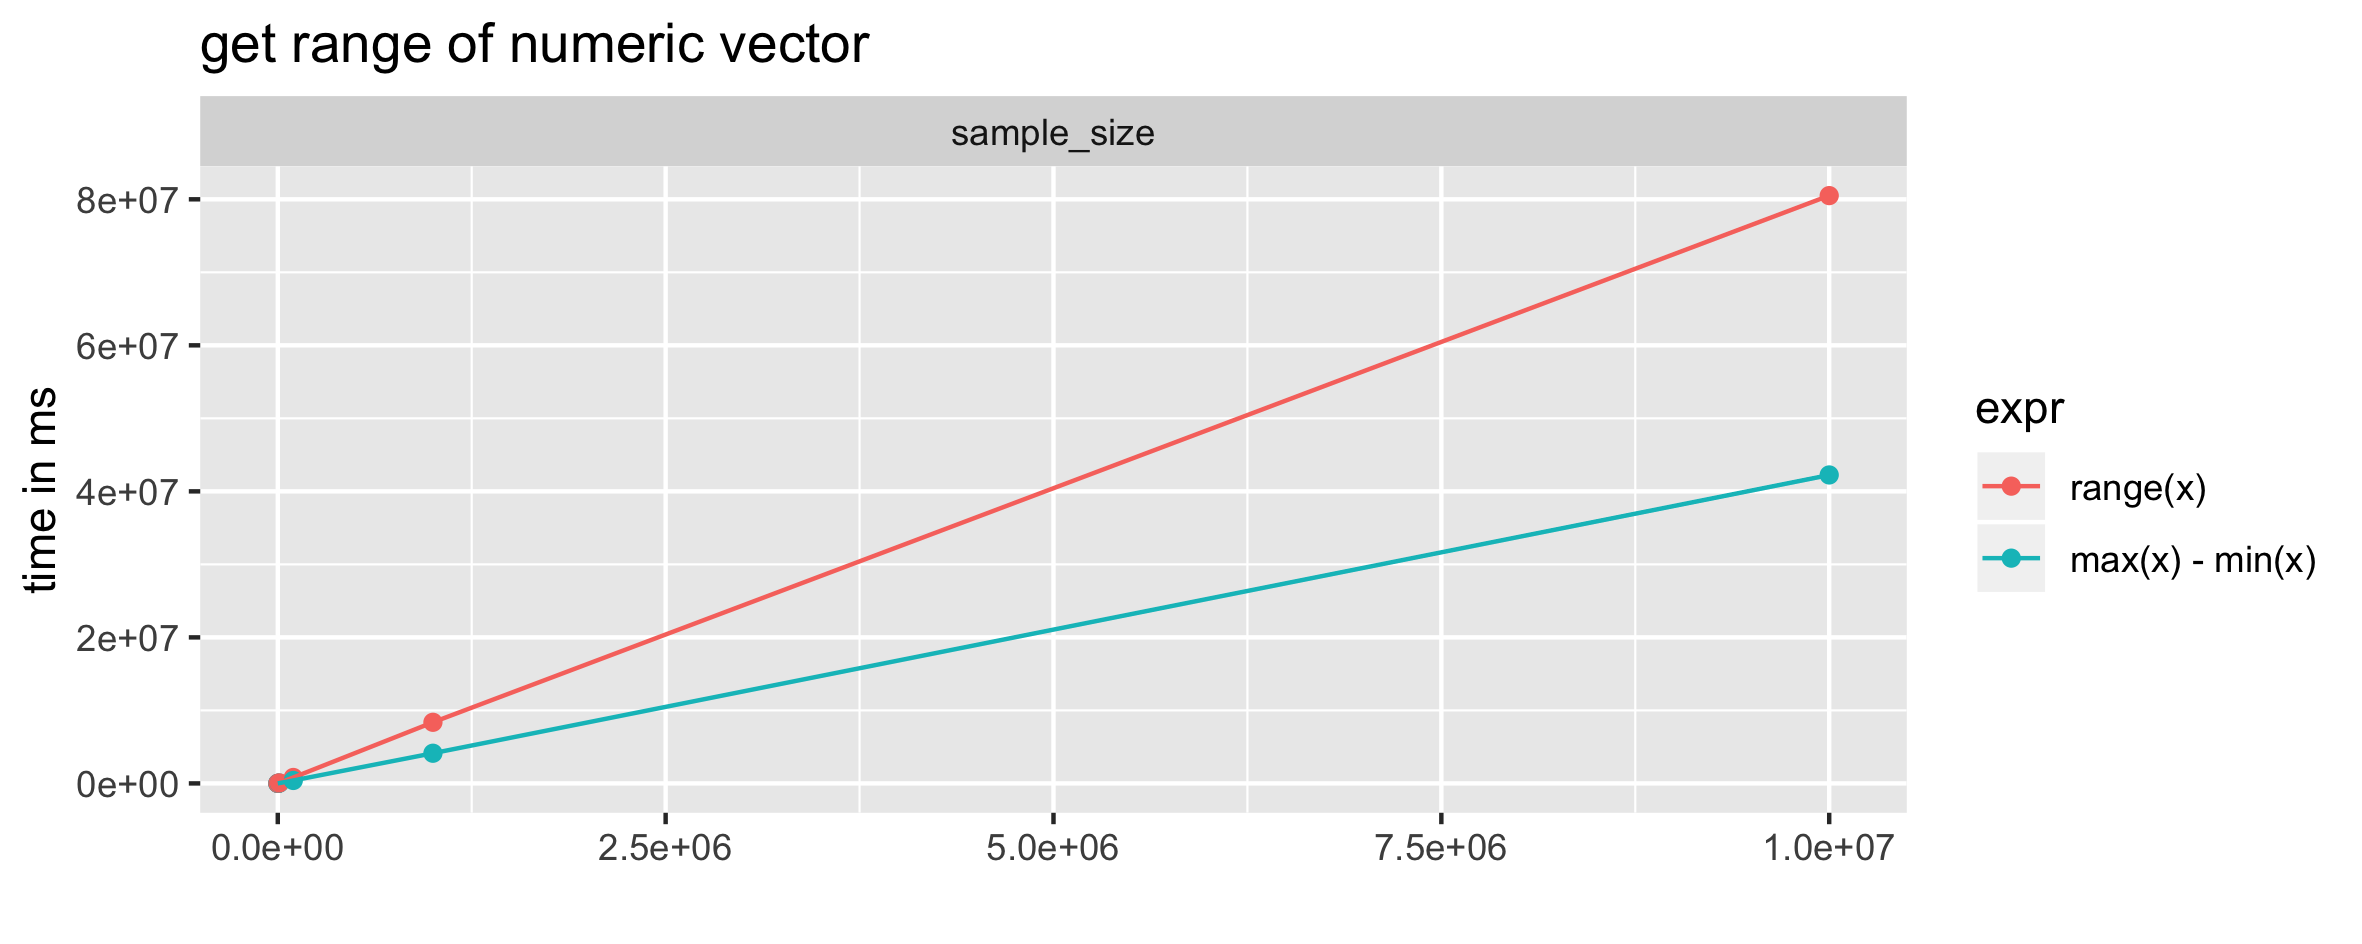 get range of numeric vector
sample_size
8e+07
6e+07
4e+07
2e+07
0e+00
time in ms
0.0e+00
2.5e+06
5.0e+06
7.5e+06
1.0e+07
expr
range(x)
max(x) - min(x)